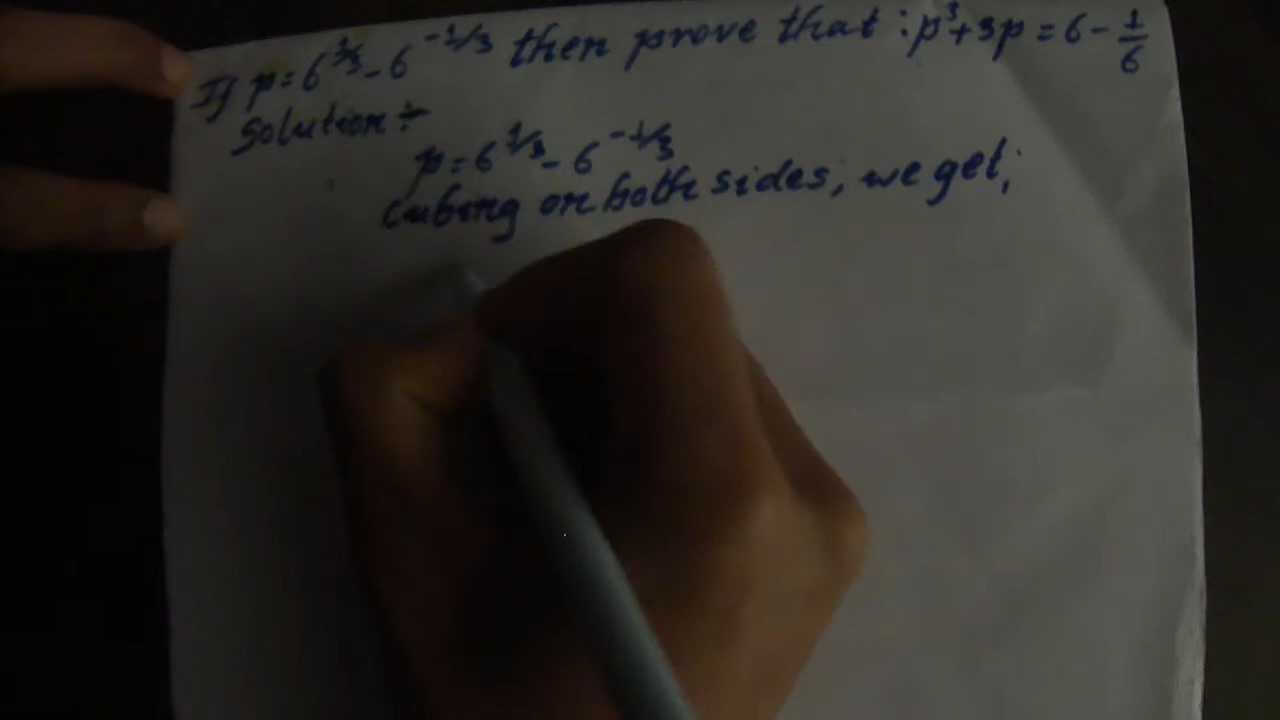 If p=6^1/3-6^-1/3 then prove that : p³+3p=6-1/6
Solution:-
p=6^1/3-6^-1/3
cubing on both sides, we get;